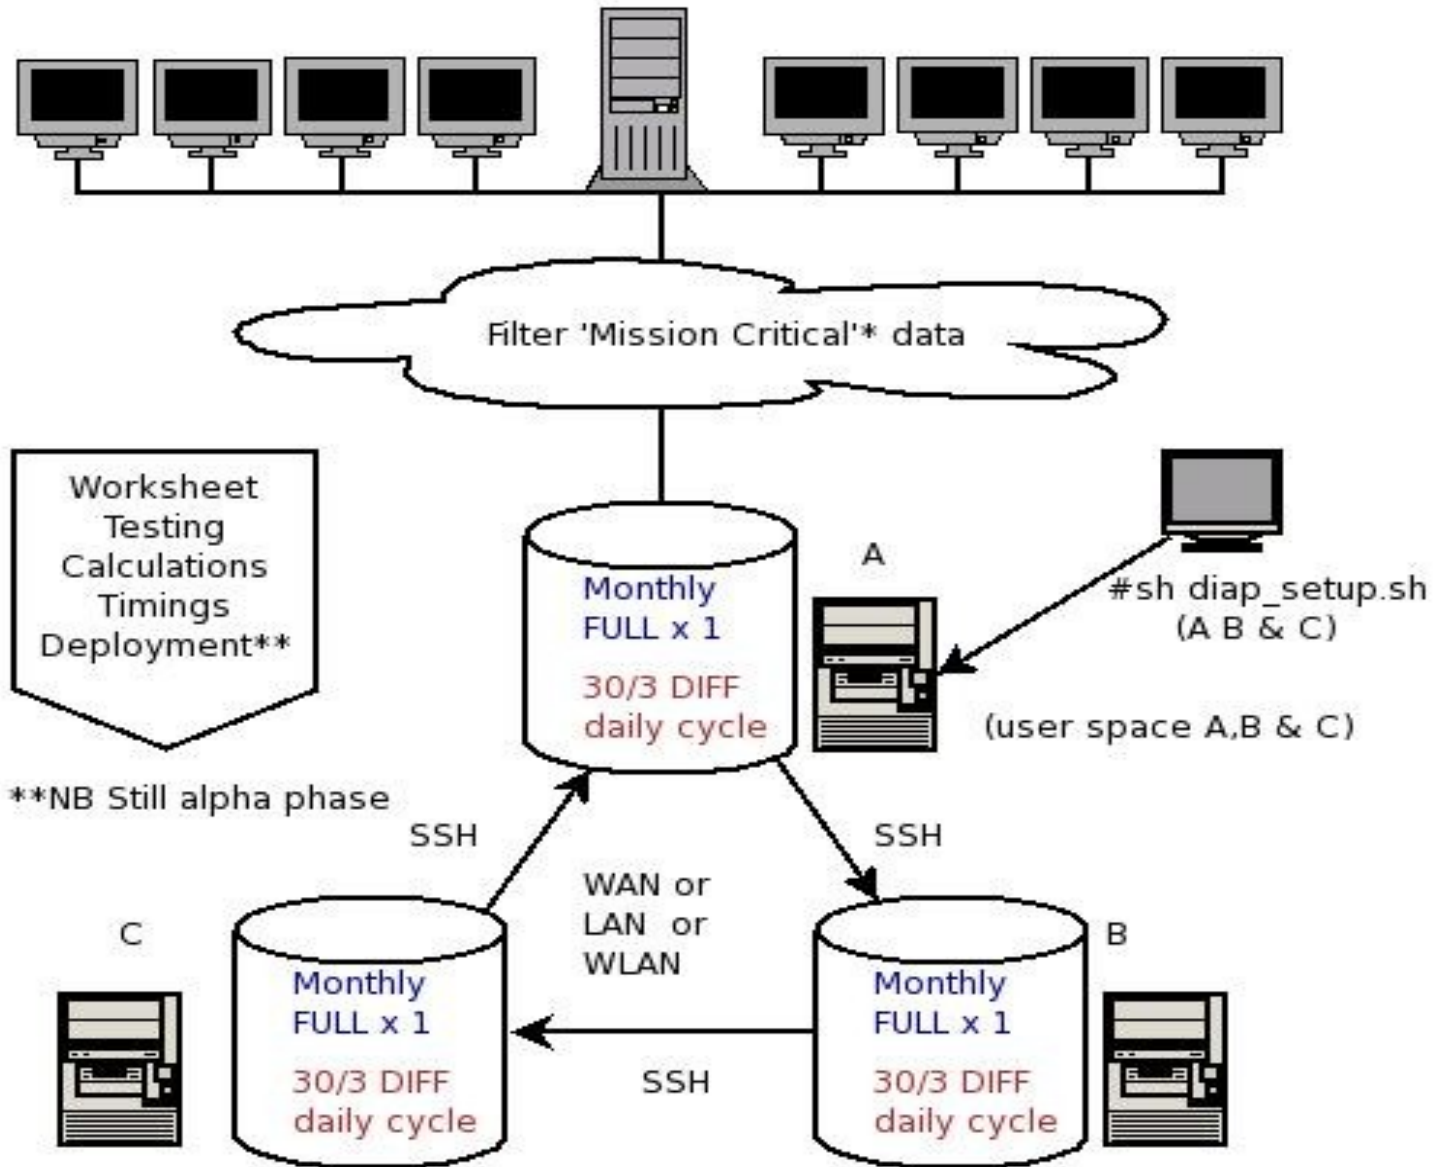 Filter 'Mission Critical'* data
Worksheet
Testing
Calculations
Timings
Deployment**
**NB Still alpha phase
Monthly
FULL x 1
30/3 DIFF
daily cycle
A
#sh diap_setup.sh
(A B & C)
(user space A,B & C)
SSH
SSH
WAN or
LAN or
WLAN
C
Monthly
FULL x 1
30/3 DIFF
daily cycle
SSH
Monthly
FULL x 1
30/3 DIFF
daily cycle
B